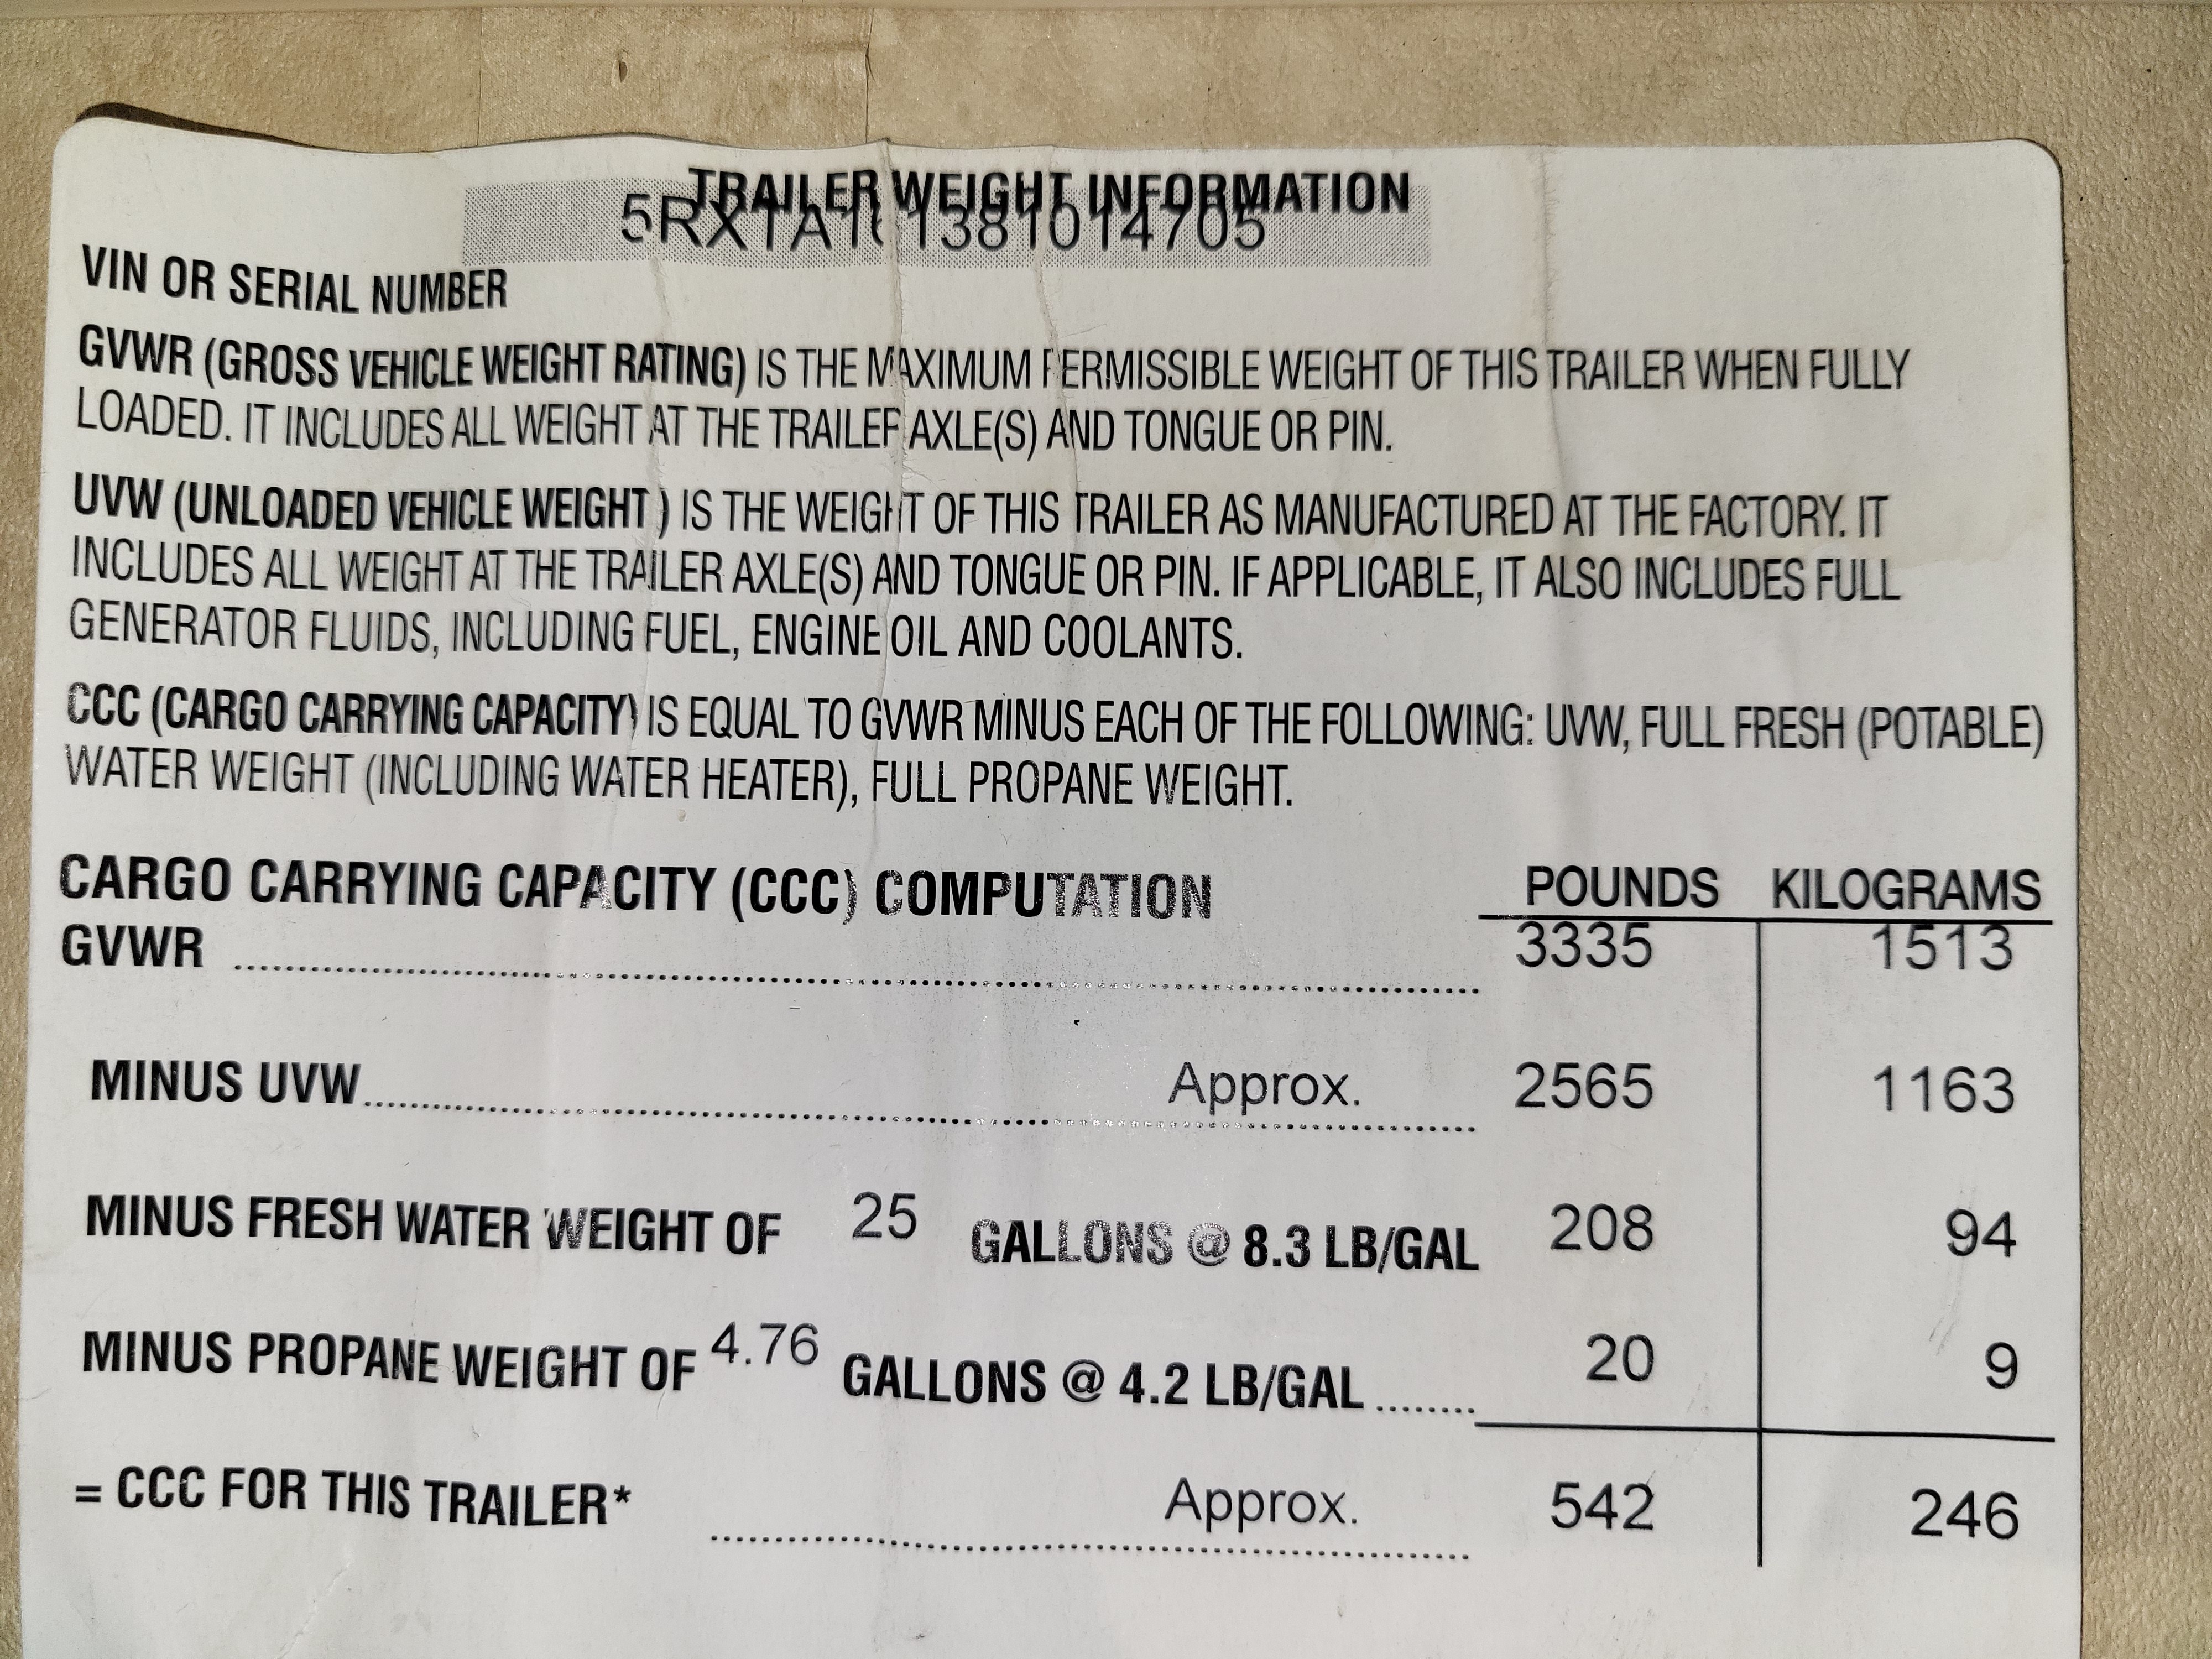 TRAILER WEIGHT INFORMATION
VIN OR SERIAL NUMBER
GVWR (GROSS VEHICLE WEIGHT RATING) IS THE MAXIMUM PERMISSIBLE WEIGHT OF THIS TRAILER WHEN FULLY
LOADED. IT INCLUDES ALL WEIGHT AT THE TRAILER AXLE(S) AND TONGUE OR PIN.
UVW (UNLOADED VEHICLE WEIGHT ) IS THE WEIGHT OF THIS TRAILER AS MANUFACTURED AT THE FACTORY. IT
INCLUDES ALL WEIGHT AT THE TRAILER AXLE(S) AND TONGUE OR PIN. IF APPLICABLE, IT ALSO INCLUDES FULL
GENERATOR FLUIDS, INCLUDING FUEL, ENGINE OIL AND COOLANTS.
CCC (CARGO CARRYING CAPACITY) IS EQUAL TO GVWR MINUS EACH OF THE FOLLOWING: UVW, FULL FRESH (POTABLE)
WATER WEIGHT (INCLUDING WATER HEATER), FULL PROPANE WEIGHT.
CARGO CARRYING CAPACITY (CCC) COMPUTATION POUNDS KILOGRAMS
GVWR 3335 1513
MINUS UVW Approx. 2565 1163
MINUS FRESH WATER WEIGHT OF 25 GALLONS @ 8.3 LB/GAL 208 94
MINUS PROPANE WEIGHT OF 4.76 GALLONS @ 4.2 LB/GAL 20 9
= CCC FOR THIS TRAILER* Approx. 542 246